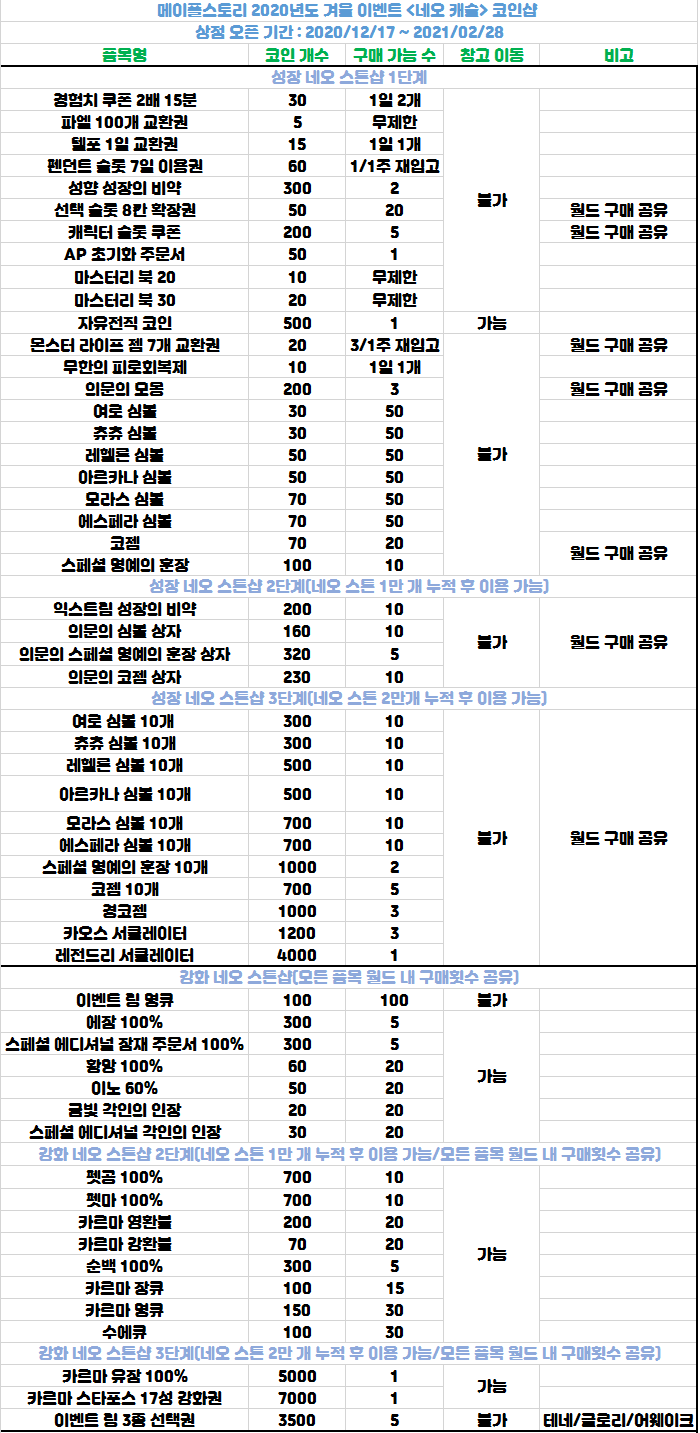 메이플스토리 2020년도 겨울 이벤트 <네오 캐슬> 코인샵
상점 오픈 기간 : 2020/12/17 ~ 2021/02/28
품목명 코인 개수 구매 가능 수 창고 이동 비고
성장 네오 스톤샵 1단계
경험치 쿠폰 2배 15분 30 1일 2개
파엘 100개 교환권 5 무제한
텔포 1일 교환권 15 1일 1개
펜던트 슬롯 7일 이용권 60 1/1주 재입고
성향 성장의 비약 300 2
불가
선택 슬롯 8칸 확장권 50 20 월드 구매 공유
캐릭터 슬롯 쿠폰 200 5 월드 구매 공유
AP 초기화 주문서 50 1
마스터리 북 20 10 무제한
마스터리 북 30 20 무제한
자유전직 코인 500 1 가능
몬스터 라이프 젬 7개 교환권 20 3/1주 재입고 월드 구매 공유
무한의 피로회복제 10 1일 1개
의문의 모몽 200 3 월드 구매 공유
여로 심볼 30 50
츄츄 심볼 30 50
레헬른 심볼 50 50 불가
아르카나 심볼 50 50
모라스 심볼 70 50
에스페라 심볼 70 50
코젬 70 20
월드 구매 공유
스페셜 명예의 훈장 100 10
성장 네오 스톤샵 2단계(네오 스톤 1만 개 누적 후 이용 가능)
익스트림 성장의 비약 200 10
의문의 심볼 상자 160 10
불가 월드 구매 공유
의문의 스페셜 명예의 훈장 상자 320 5
의문의 코젬 상자 230 10
성장 네오 스톤샵 3단계(네오 스톤 2만개 누적 후 이용 가능)
여로 심볼 10개 300 10
츄츄 심볼 10개 300 10
레헬른 심볼 10개 500 10
아르카나 심볼 10개 500 10
모라스 심볼 10개 700 10
불가 월드 구매 공유
에스페라 심볼 10개 700 10
스페셜 명예의 훈장 10개 1000 2
코젬 10개 700 5
경코젬 1000 3
카오스 서큘레이터 1200 3
레전드리 서큘레이터 4000 1
강화 네오 스톤샵(모든 품목 월드 내 구매횟수 공유)
이벤트 링 명큐 100 100 불가
에잠 100% 300 5
스페셜 에디셔널 잠재 주문서 100% 300 5
황망 100% 60 20
가능
이노 60% 50 20
금빛 각인의 인장 20 20
스페셜 에디셔널 각인의 인장 30 20
강화 네오 스톤샵 2단계(네오 스톤 1만 개 누적 후 이용 가능/모든 품목 월드 내 구매횟수 공유)
펫공 100% 700 10
펫마 100% 700 10
카르마 영환불 200 20
카르마 강환불 70 20
가능
순백 100% 300 5
카르마 장큐 100 15
카르마 명큐 150 30
수에큐 100 30
강화 네오 스톤샵 3단계(네오 스톤 2만 개 누적 후 이용 가능/모든 품목 월드 내 구매횟수 공유)
카르마 유잠 100% 5000 1
가능
카르마 스타포스 17성 강화권 7000 1
이벤트 링 3종 선택권 3500 5 불가 테네/글로리/어웨이크